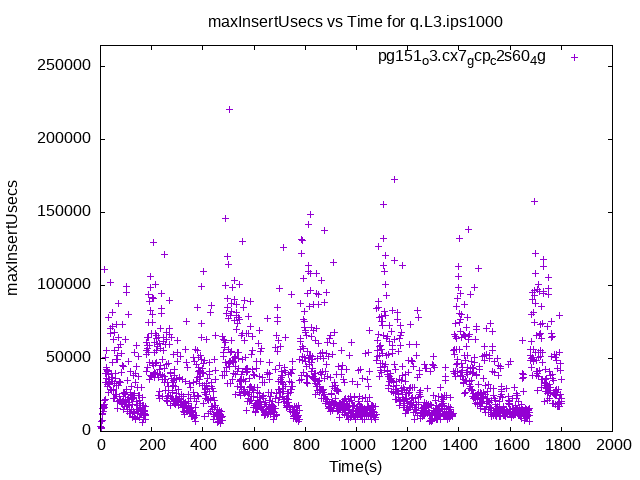 maxInsertUsecs vs Time for q.L3.ips1000
pg151o3.cx7gcpc2s604g
250000
200000
150000
100000
50000
0
maxInsertUsecs
0 200 400 600 800 1000 1200 1400 1600 1800 2000
Time(s)